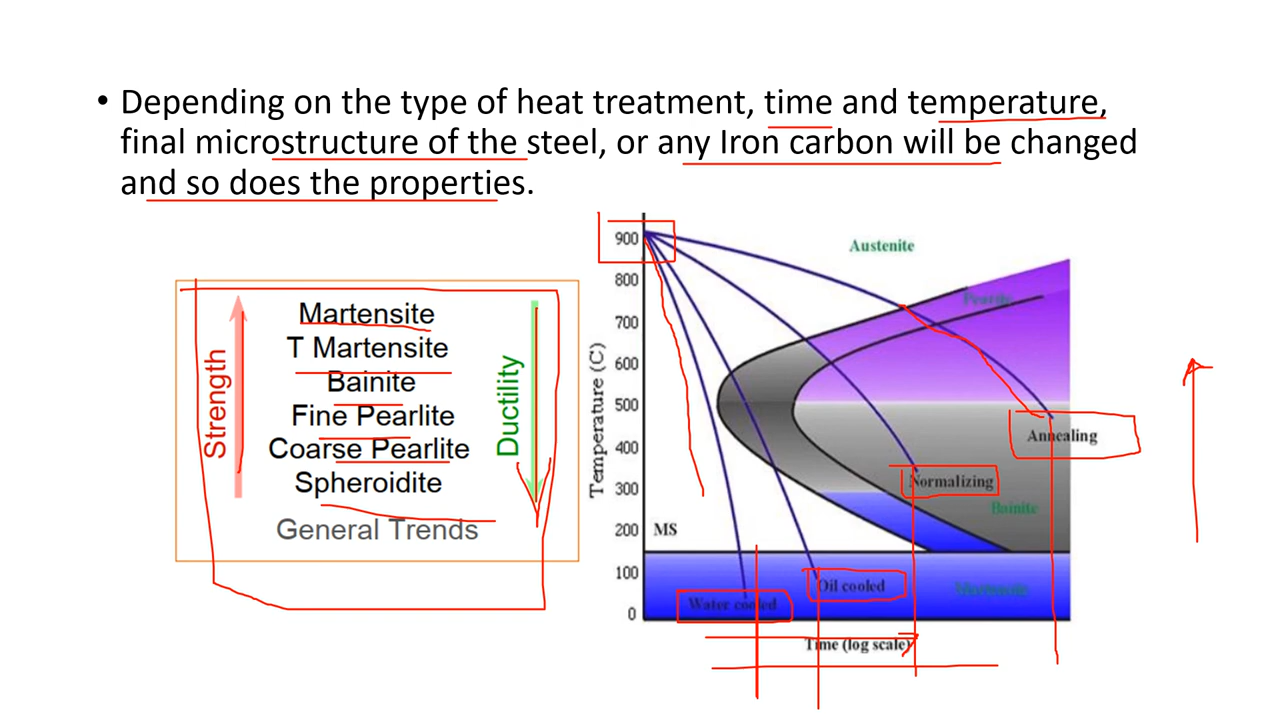 • Depending on the type of heat treatment, time and temperature,
final microstructure of the steel, or any Iron carbon will be changed
and so does the properties.
Strength
Martensite
T Martensite
Bainite
Fine Pearlite
Coarse Pearlite
Spheroidite
General Trends
Ductility
Temperature (C)
900
800
700
600
500
400
300
200
100
0
Austenite
Pearlite
Annealing
Normalizing
Bainite
MS
Oil cooled
Martensite
Water cooled
Time (log scale)